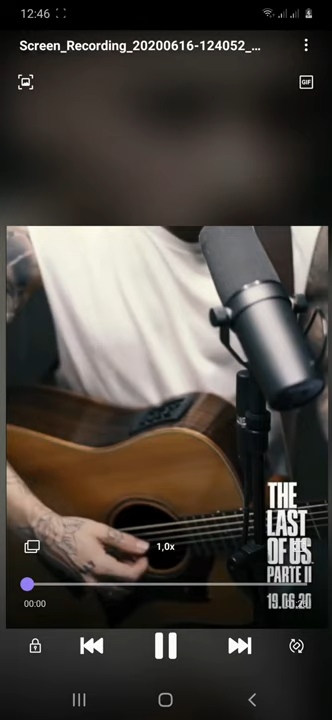 12:46
Screen_Recording_20200616-124052_...
GIF
THE
LAST
OF US
PARTE II
19.06.20
1,0x
00:00